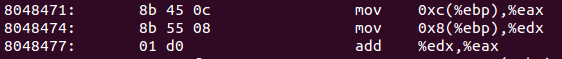 8048471: 8b 45 0c mov 0xc(%ebp),%eax
8048474: 8b 55 08 mov 0x8(%ebp),%edx
8048477: 01 d0 add %edx,%eax